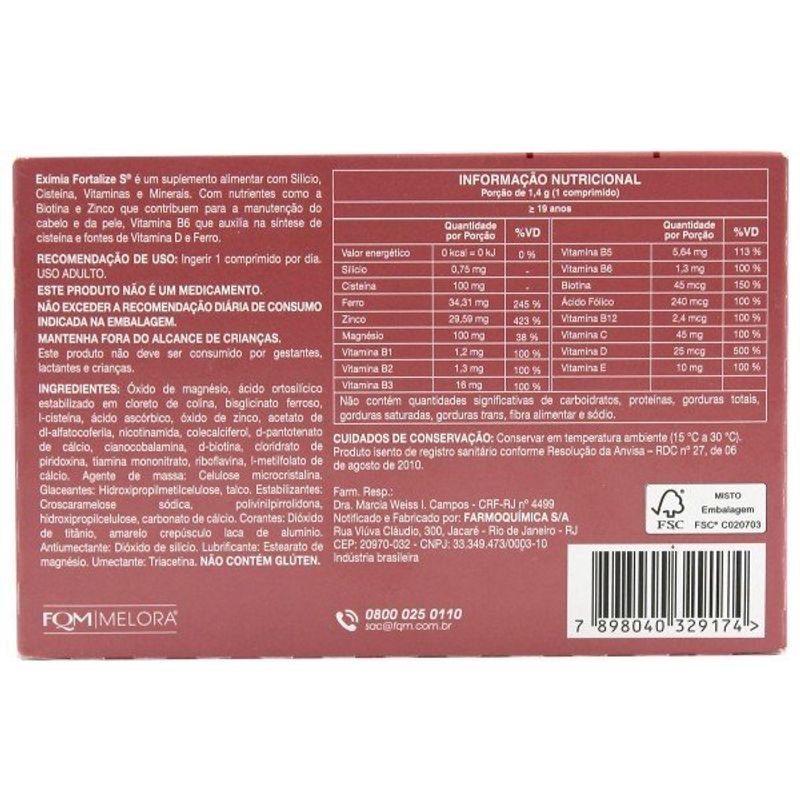 Exímia Fortalize S® é um suplemento alimentar com Silício,
Cisteína, Vitaminas e Minerais. Com nutrientes como a
Biotina e Zinco que contribuem para a manutenção do
cabelo e da pele, Vitamina B6 que auxilia na síntese de
cisteína e fontes de Vitamina D e Ferro.
RECOMENDAÇÃO DE USO: Ingerir 1 comprimido por dia.
USO ADULTO.
ESTE PRODUTO NÃO É UM MEDICAMENTO.
NÃO EXCEDER A RECOMENDAÇÃO DIÁRIA DE CONSUMO
INDICADA NA EMBALAGEM.
MANTENHA FORA DO ALCANCE DE CRIANÇAS.
Este produto não deve ser consumido por gestantes,
lactantes e crianças.
INGREDIENTES: Óxido de magnésio, ácido ortosilícico
estabilizado em cloreto de colina, bisglicinato ferroso,
l-cisteína, ácido ascórbico, óxido de zinco, acetato de
dl-alfatocoferila, nicotinamida, colecalciferol, d-pantotenato
de cálcio, cianocobalamina, d-biotina, cloridrato de
piridoxina, tiamina mononitrato, riboflavina, l-metilfolato de
cálcio. Agente de massa: Celulose microcristalina.
Glaceantes: Hidroxipropilmetilcelulose, talco. Estabilizantes:
Croscaramelose sódica, polivinilpirrolidona,
hidroxipropilcelulose, carbonato de cálcio. Corantes: Dióxido
de titânio, amarelo crepúsculo laca de alumínio.
Antiumectante: Dióxido de silício. Lubrificante: Estearato de
magnésio. Umectante: Triacetina. NÃO CONTÉM GLÚTEN.
FQM|MELORA®
INFORMAÇÃO NUTRICIONAL
Porção de 1,4 g (1 comprimido)
≥ 19 anos
Quantidade por Porção %VD Quantidade por Porção %VD
Valor energético 0 kcal = 0 kJ 0 % Vitamina B5 5,64 mg 113 %
Silício 0,75 mg - Vitamina B6 1,3 mg 100 %
Cisteína 100 mg - Biotina 45 mcg 150 %
Ferro 34,31 mg 245 % Ácido Fólico 240 mcg 100 %
Zinco 29,59 mg 423 % Vitamina B12 2,4 mcg 100 %
Magnésio 100 mg 38 % Vitamina C 45 mg 100 %
Vitamina B1 1,2 mg 100 % Vitamina D 25 mcg 500 %
Vitamina B2 1,3 mg 100 % Vitamina E 10 mg 100 %
Vitamina B3 16 mg 100 %
Não contém quantidades significativas de carboidratos, proteínas, gorduras totais,
gorduras saturadas, gorduras trans, fibra alimentar e sódio.
CUIDADOS DE CONSERVAÇÃO: Conservar em temperatura ambiente (15 °C a 30 °C).
Produto isento de registro sanitário conforme Resolução da Anvisa – RDC n° 27, de 06
de agosto de 2010.
Farm. Resp.:
Dra. Marcia Weiss I. Campos - CRF-RJ n° 4499
Notificado e Fabricado por: FARMOQUÍMICA S/A
Rua Viúva Cláudio, 300, Jacaré - Rio de Janeiro - RJ
CEP: 20970-032 - CNPJ: 33.349.473/0003-10
Indústria brasileira
0800 025 0110
sac@fqm.com.br
FSC
MISTO
Embalagem
FSC® C020703
7 898040 329174 >